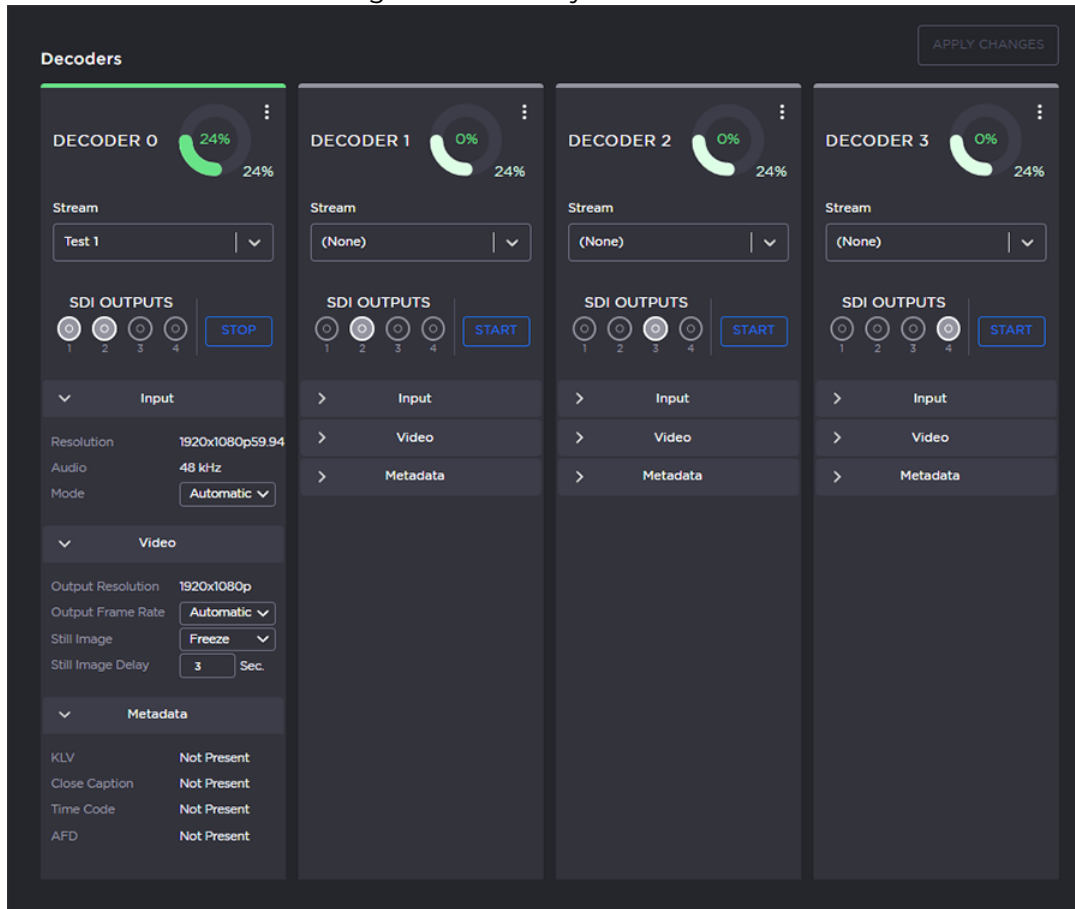 APPLY CHANGES
Decoders
DECODER 0
24%
24%
Stream
Test 1
SDI OUTPUTS
1 2 3 4
STOP
Input
Resolution 1920x1080p59.94
Audio 48 kHz
Mode Automatic
Video
Output Resolution 1920x1080p
Output Frame Rate Automatic
Still Image Freeze
Still Image Delay 3 Sec.
Metadata
KLV Not Present
Close Caption Not Present
Time Code Not Present
AFD Not Present
DECODER 1
0%
24%
Stream
(None)
SDI OUTPUTS
1 2 3 4
START
Input
Video
Metadata
DECODER 2
0%
24%
Stream
(None)
SDI OUTPUTS
1 2 3 4
START
Input
Video
Metadata
DECODER 3
0%
24%
Stream
(None)
SDI OUTPUTS
1 2 3 4
START
Input
Video
Metadata